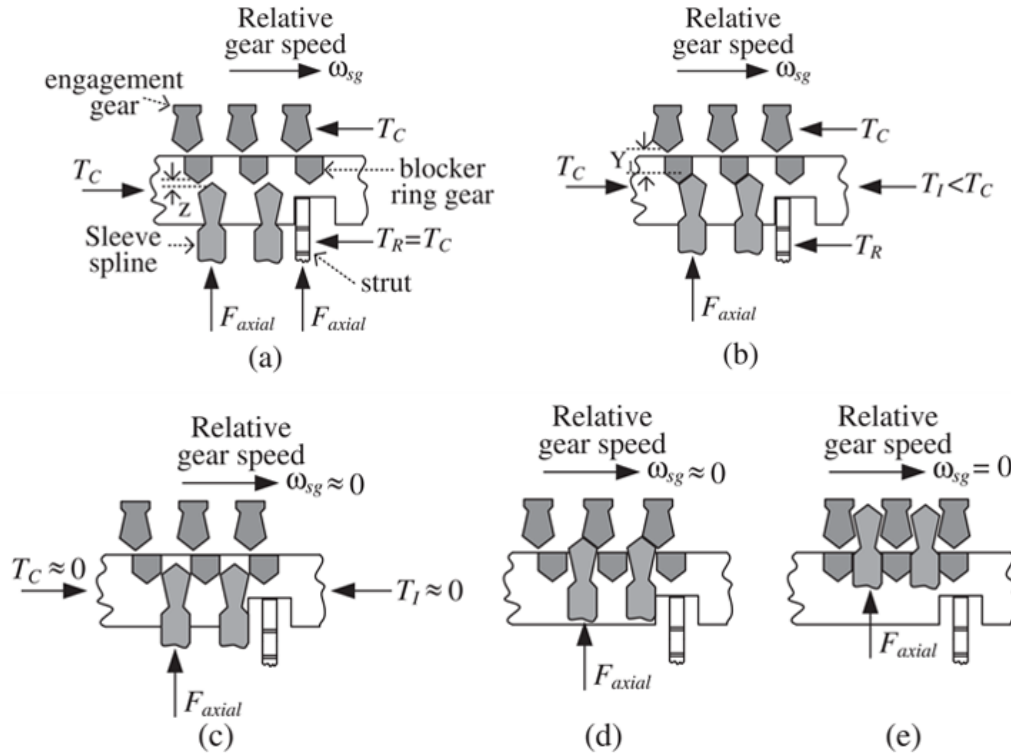 Relative
gear speed
ω_sg
engagement
gear
T_C
T_C
blocker
ring gear
Z
Sleeve
spline
T_R=T_C
strut
F_axial
F_axial
(a)
Relative
gear speed
ω_sg
T_C
Y
T_C
T_I<T_C
T_R
F_axial
(b)
Relative
gear speed
ω_sg≈0
T_C≈0
T_I≈0
F_axial
(c)
Relative
gear speed
ω_sg≈0
F_axial
(d)
Relative
gear speed
ω_sg=0
F_axial
(e)